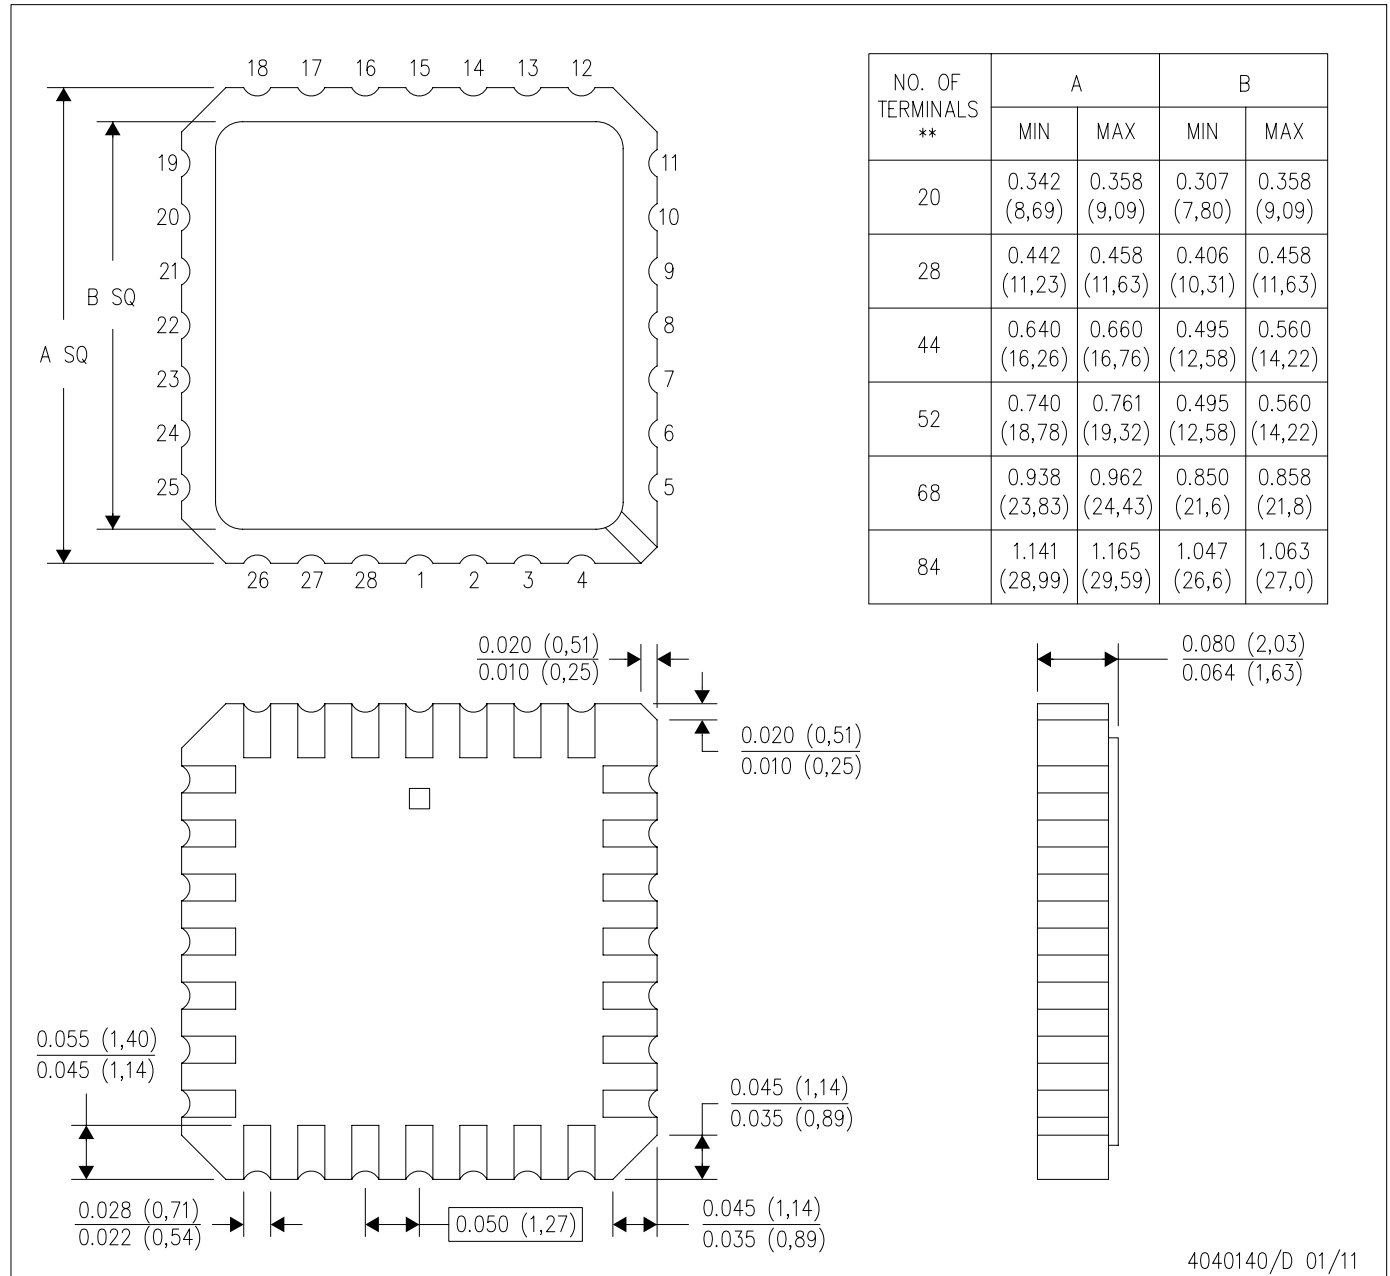 18 17 16 15 14 13 12
19
20
21
22
23
24
25
11
10
9
8
7
6
5
26 27 28 1 2 3 4
A SQ
B SQ
NO. OF TERMINALS ** A B
MIN MAX MIN MAX
20 0.342 (8,69) 0.358 (9,09) 0.307 (7,80) 0.358 (9,09)
28 0.442 (11,23) 0.458 (11,63) 0.406 (10,31) 0.458 (11,63)
44 0.640 (16,26) 0.660 (16,76) 0.495 (12,58) 0.560 (14,22)
52 0.740 (18,78) 0.761 (19,32) 0.495 (12,58) 0.560 (14,22)
68 0.938 (23,83) 0.962 (24,43) 0.850 (21,6) 0.858 (21,8)
84 1.141 (28,99) 1.165 (29,59) 1.047 (26,6) 1.063 (27,0)
0.020 (0,51)
0.010 (0,25)
0.020 (0,51)
0.010 (0,25)
0.080 (2,03)
0.064 (1,63)
0.055 (1,40)
0.045 (1,14)
0.045 (1,14)
0.035 (0,89)
0.028 (0,71)
0.022 (0,54)
0.050 (1,27)
0.045 (1,14)
0.035 (0,89)
4040140/D 01/11